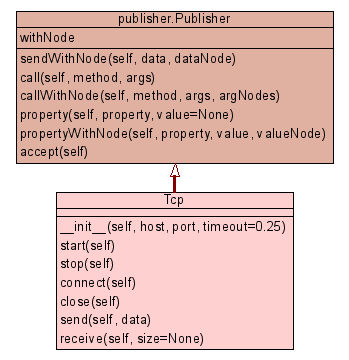 publisher.Publisher
withNode
sendWithNode(self, data, dataNode)
call(self, method, args)
callWithNode(self, method, args, argNodes)
property(self, property, value=None)
propertyWithNode(self, property, value, valueNode)
accept(self)
Tcp
__init__(self, host, port, timeout=0.25)
start(self)
stop(self)
connect(self)
close(self)
send(self, data)
receive(self, size=None)